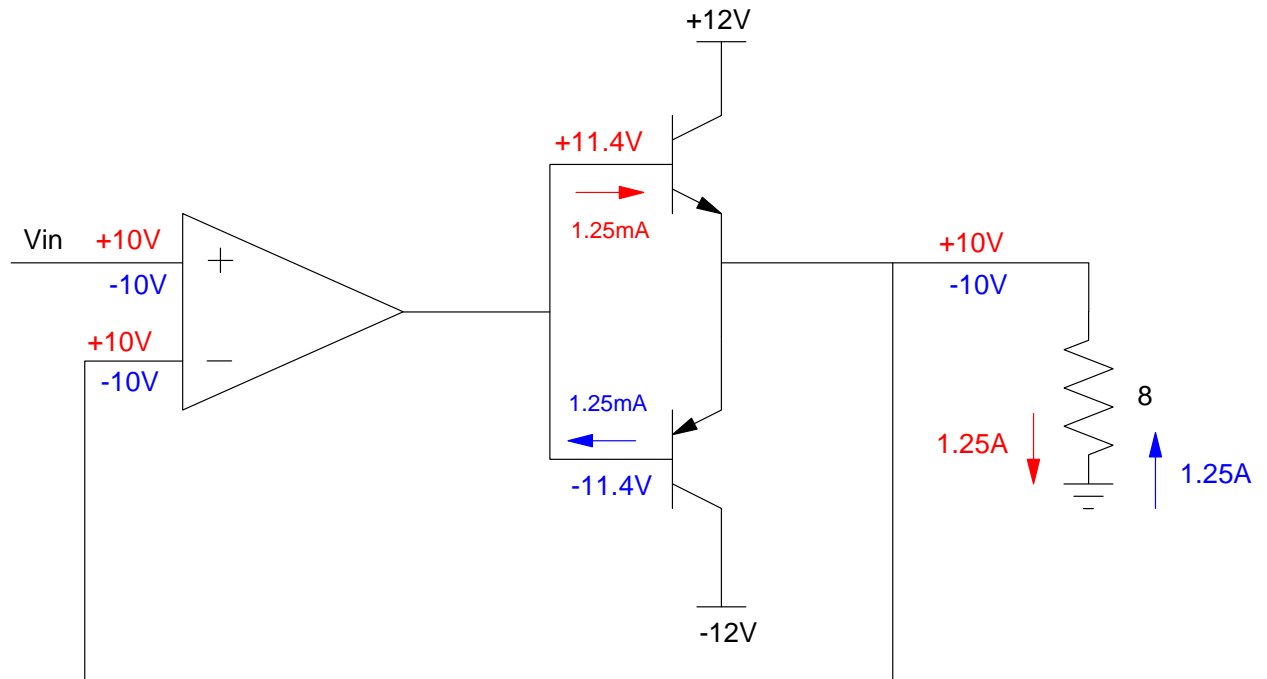 +12V
+11.4V
1.25mA
Vin
+10V
-10V
+
+10V
-10V
−
+10V
-10V
1.25mA
-11.4V
8
1.25A
1.25A
-12V